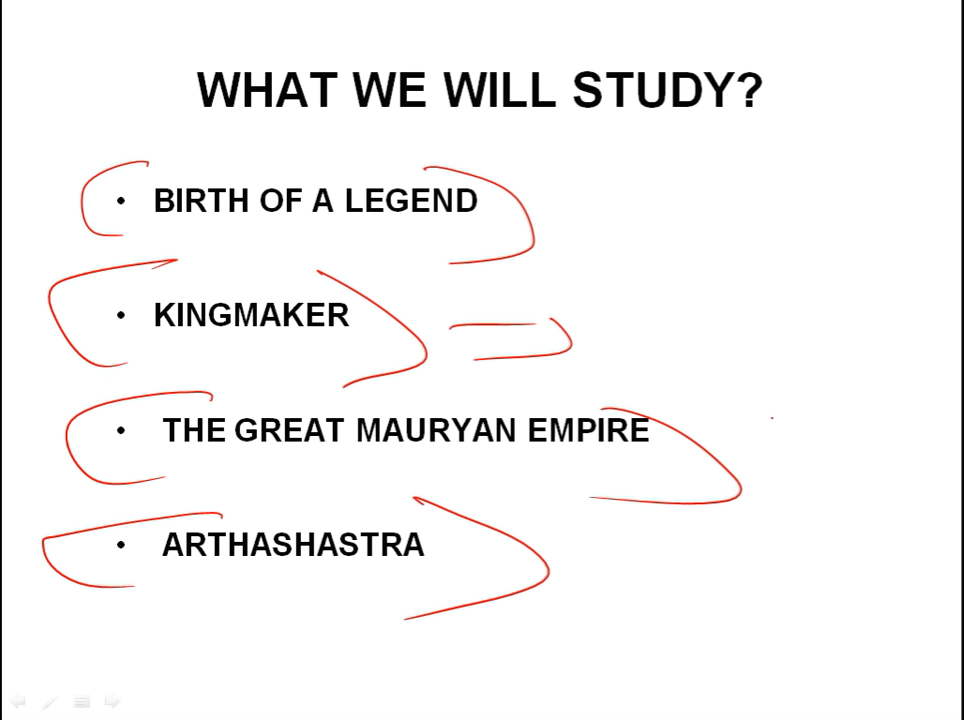 WHAT WE WILL STUDY?
• BIRTH OF A LEGEND
• KINGMAKER
• THE GREAT MAURYAN EMPIRE
• ARTHASHASTRA